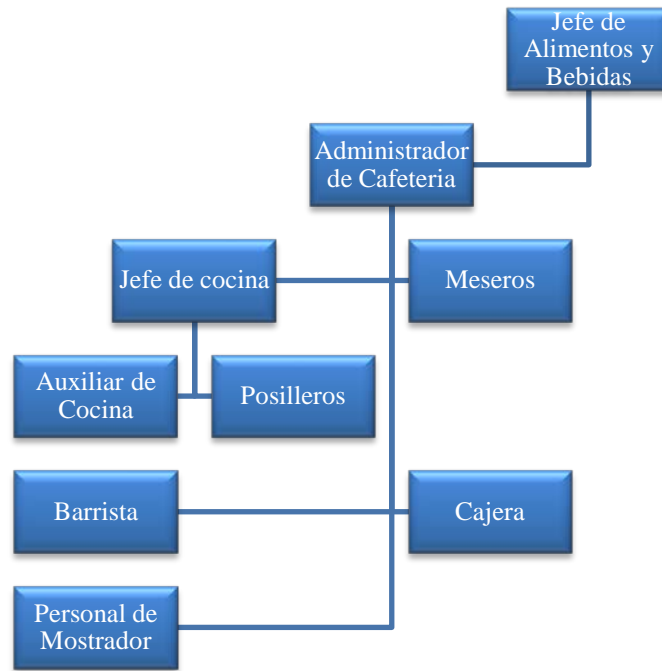 Jefe de
Alimentos y
Bebidas
Administrador
de Cafeteria
Jefe de cocina
Meseros
Auxiliar de
Cocina
Posilleros
Barrista
Cajera
Personal de
Mostrador